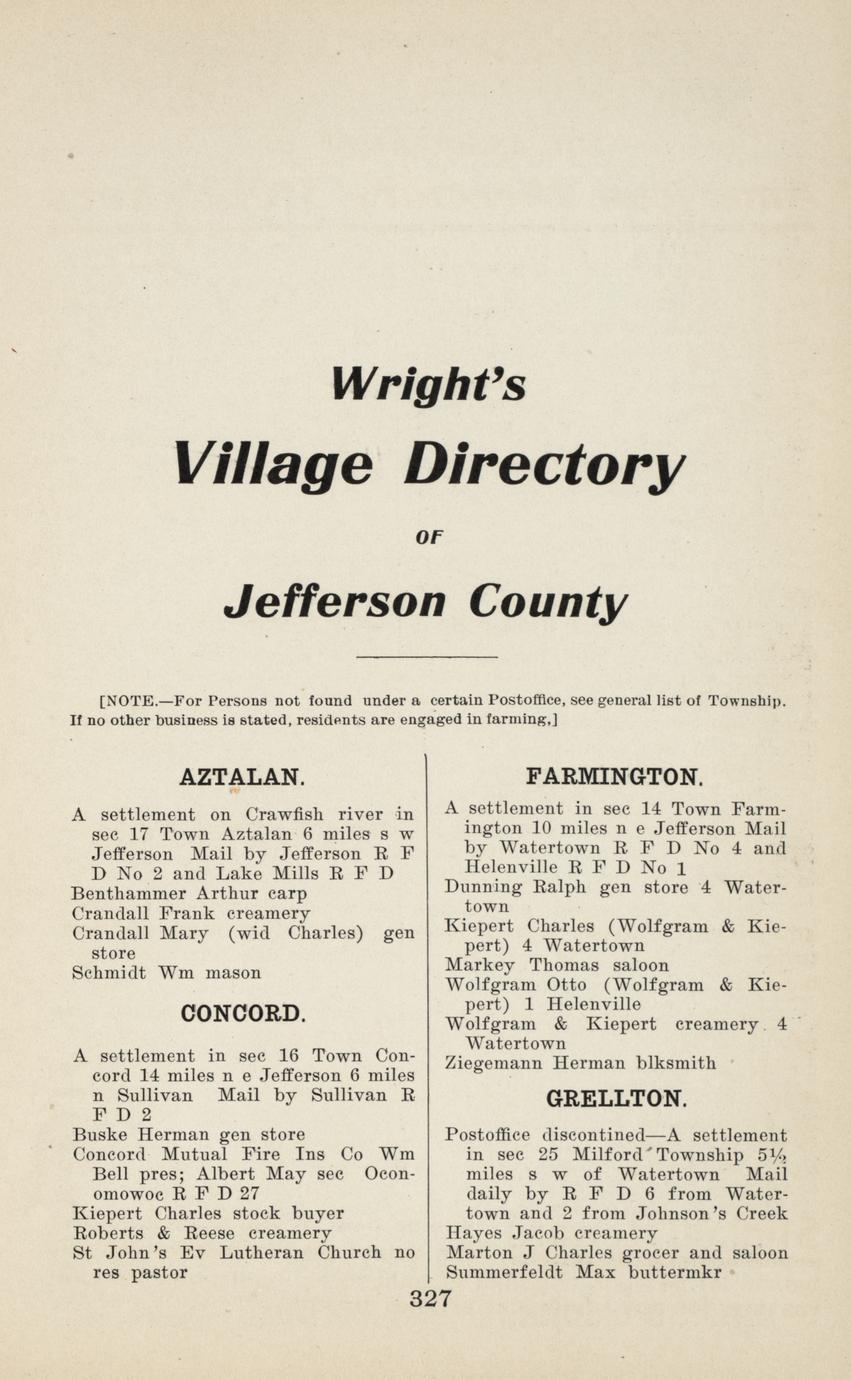 Wright's
Village Directory
OF
Jefferson County
[NOTE.—For Persons not found under a certain Postoffice, see general list of Township.
If no other business is stated, residents are engaged in farming,]
AZTALAN.
A settlement on Crawfish river in
sec 17 Town Aztalan 6 miles s w
Jefferson Mail by Jefferson R F
D No 2 and Lake Mills R F D
Benthammer Arthur carp
Crandall Frank creamery
Crandall Mary (wid Charles) gen
store
Schmidt Wm mason
CONCORD.
A settlement in sec 16 Town Con-
cord 14 miles n e Jefferson 6 miles
n Sullivan Mail by Sullivan R
F D 2
Buske Herman gen store
Concord Mutual Fire Ins Co Wm
Bell pres; Albert May sec Ocon-
omowoc R F D 27
Kiepert Charles stock buyer
Roberts & Reese creamery
St John's Ev Lutheran Church no
res pastor
FARMINGTON.
A settlement in sec 14 Town Farm-
ington 10 miles n e Jefferson Mail
by Watertown R F D No 4 and
Helenville R F D No 1
Dunning Ralph gen store 4 Water-
town
Kiepert Charles (Wolfgram & Kie-
pert) 4 Watertown
Markey Thomas saloon
Wolfgram Otto (Wolfgram & Kie-
pert) 1 Helenville
Wolfgram & Kiepert creamery 4
Watertown
Ziegemann Herman blksmith
GRELLTON.
Postoffice discontined—A settlement
in sec 25 Milford Township 5½
miles s w of Watertown Mail
daily by R F D 6 from Water-
town and 2 from Johnson's Creek
Hayes Jacob creamery
Marton J Charles grocer and saloon
Summerfeldt Max buttermkr
327